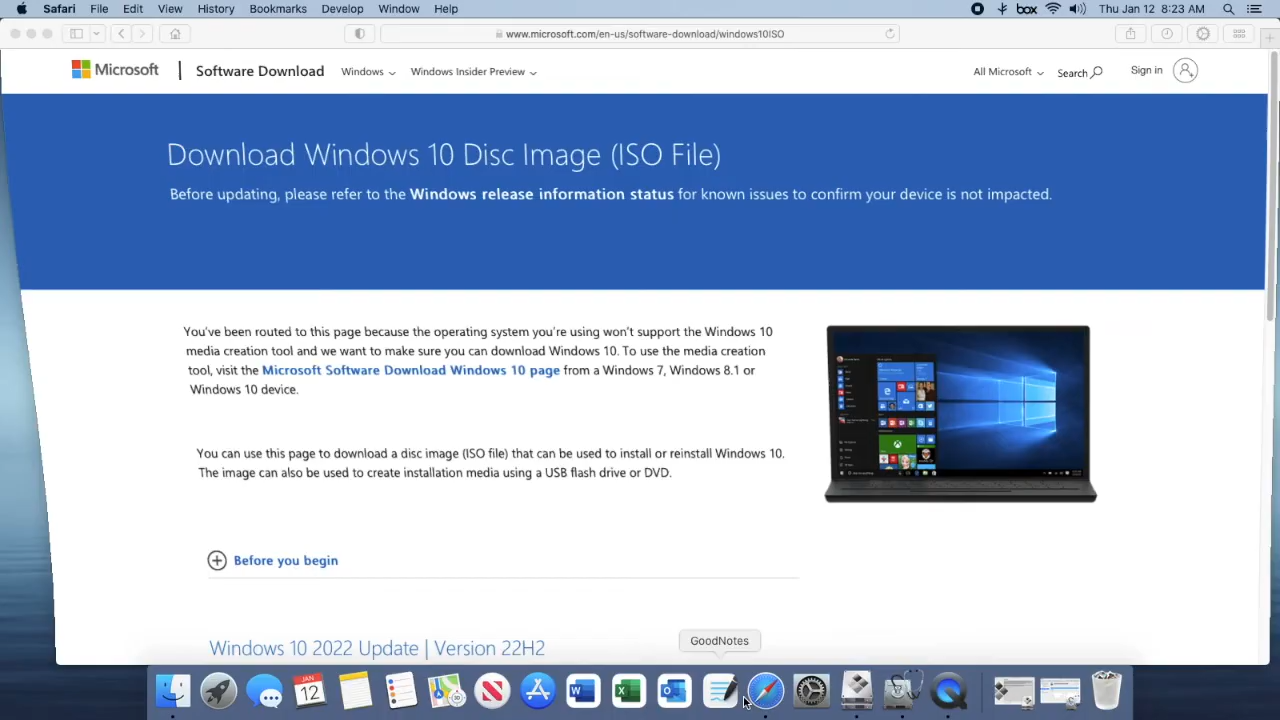 Safari File Edit View History Bookmarks Develop Window Help box Thu Jan 12 8:23 AM
www.microsoft.com/en-us/software-download/windows10ISO
Microsoft Software Download Windows Windows Insider Preview All Microsoft Search Sign in
Download Windows 10 Disc Image (ISO File)
Before updating, please refer to the Windows release information status for known issues to confirm your device is not impacted.
You've been routed to this page because the operating system you're using won't support the Windows 10
media creation tool and we want to make sure you can download Windows 10. To use the media creation
tool, visit the Microsoft Software Download Windows 10 page from a Windows 7, Windows 8.1 or
Windows 10 device.
You can use this page to download a disc image (ISO file) that can be used to install or reinstall Windows 10.
The image can also be used to create installation media using a USB flash drive or DVD.
Before you begin
Windows 10 2022 Update | Version 22H2
GoodNotes
JAN
12